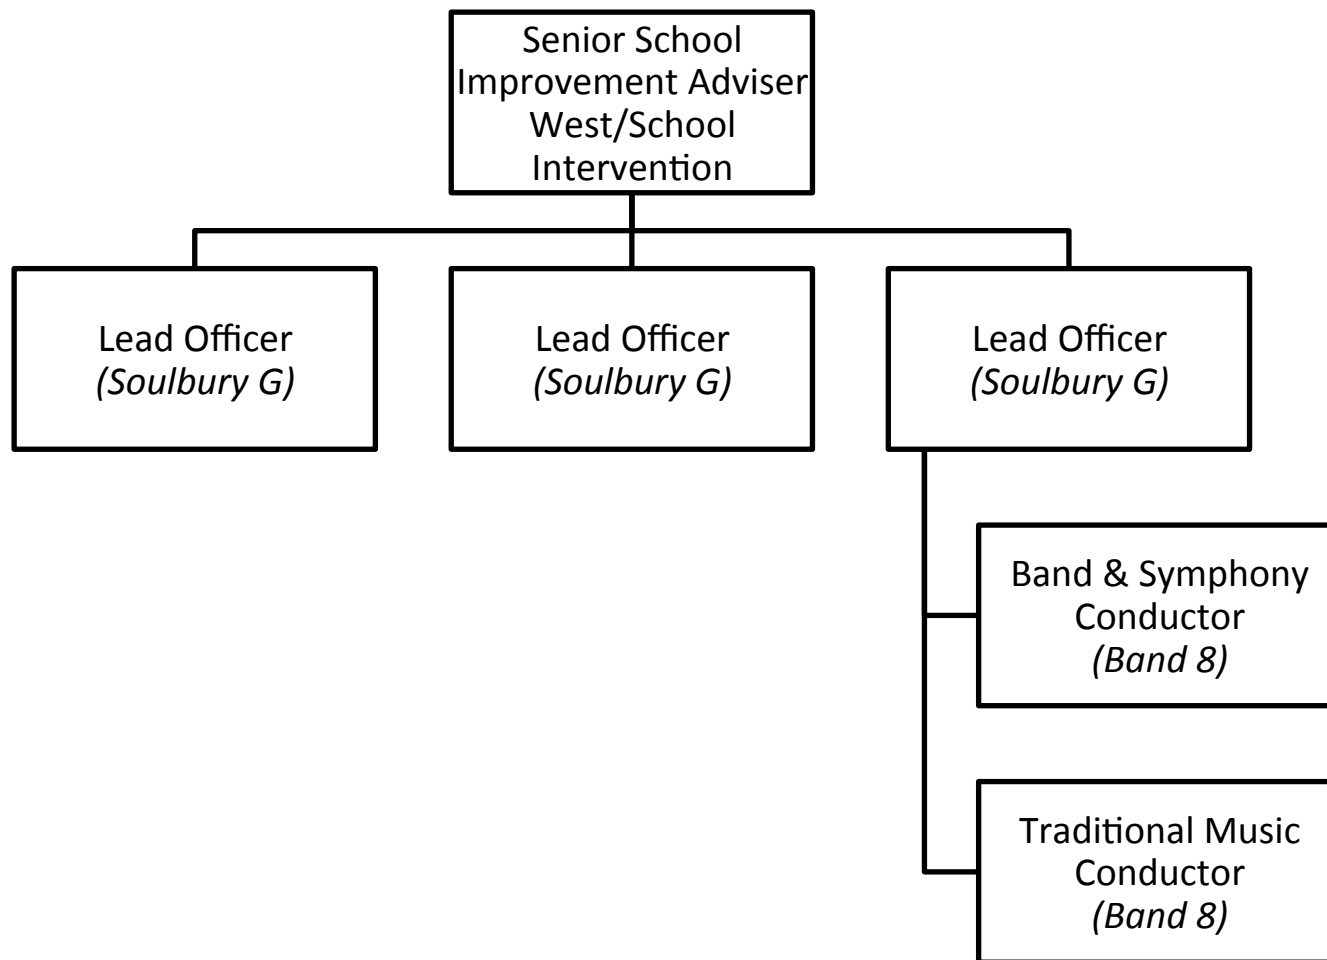 Senior School
Improvement Adviser
West/School
Intervention
Lead Officer
(Soulbury G)
Lead Officer
(Soulbury G)
Lead Officer
(Soulbury G)
Band & Symphony
Conductor
(Band 8)
Traditional Music
Conductor
(Band 8)